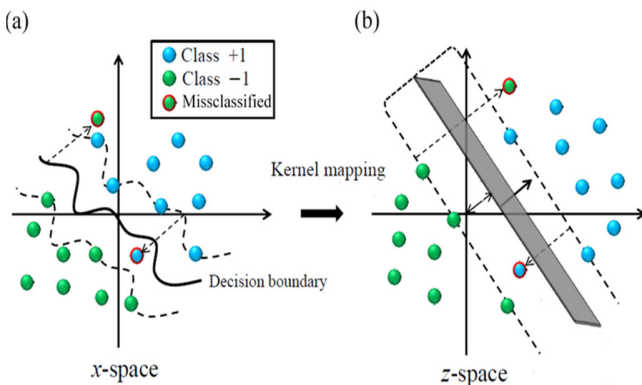 (a)
(b)
Class +1
Class −1
Missclassified
Kernel mapping
Decision boundary
x-space
z-space